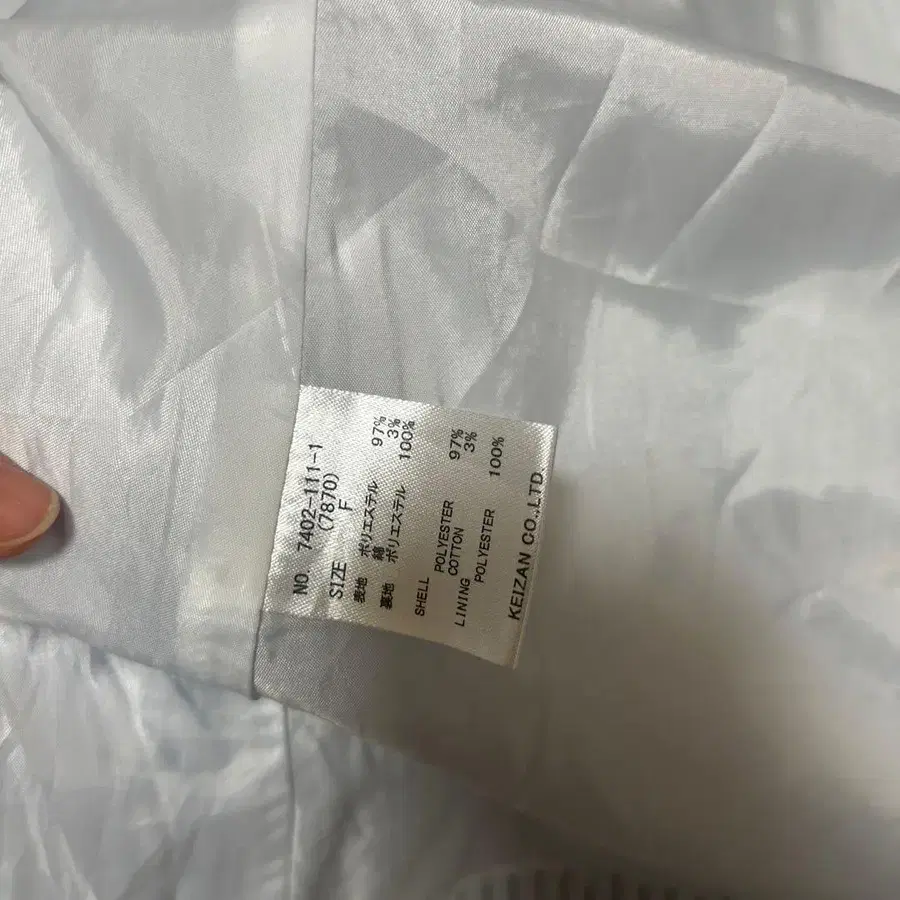 NO. 7402-111-1
(7870)
SIZE F
表地 ポリエステル 97%
綿 3%
裏地 ポリエステル 100%
SHELL
POLYESTER 97%
COTTON 3%
LINING
POLYESTER 100%
KEIZAN CO.,LTD.